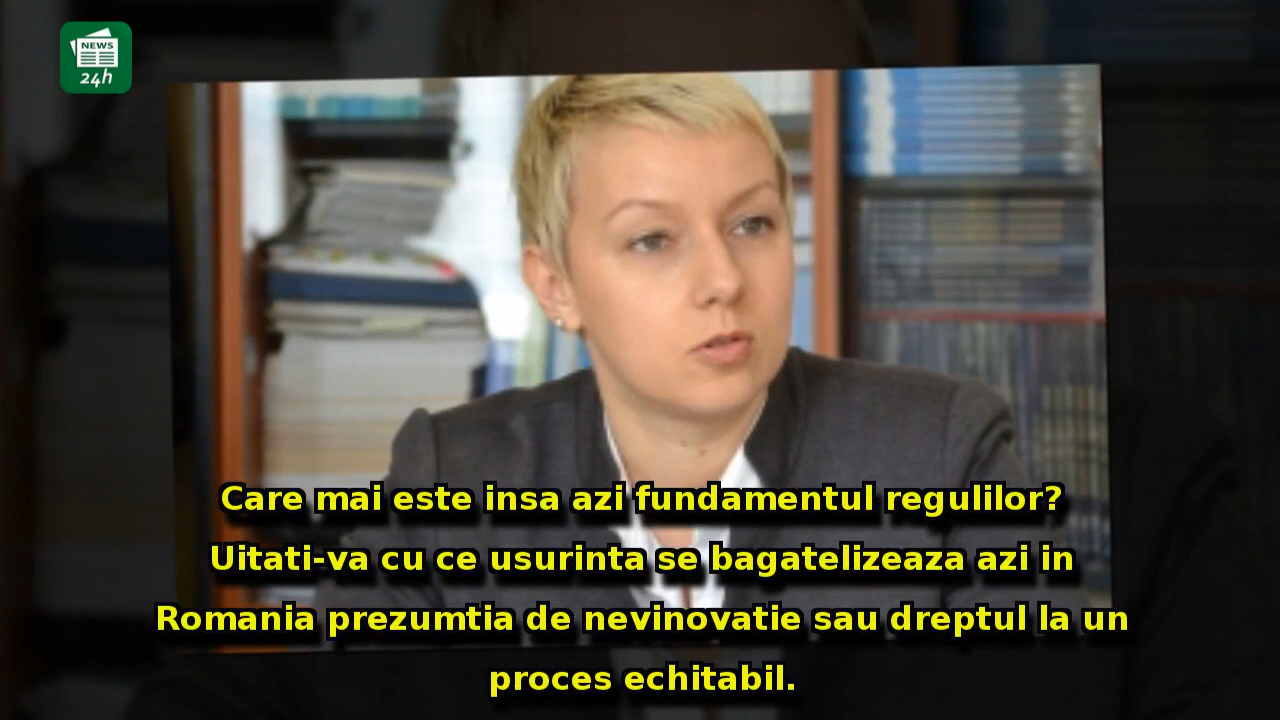 NEWS
24h
Care mai este insa azi fundamentul regulilor?
Uitati-va cu ce usurinta se bagatelizeaza azi in
Romania prezumtia de nevinovatie sau dreptul la un
proces echitabil.